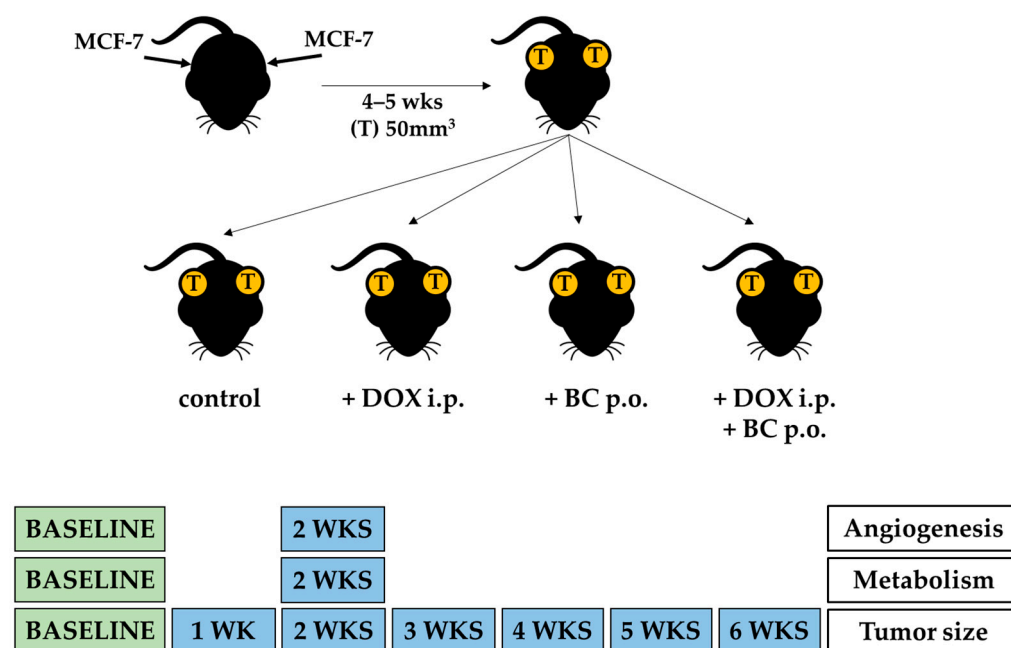 MCF-7 MCF-7
T T
4–5 wks
(T) 50mm³
T T T T T T T T
control + DOX i.p. + BC p.o. + DOX i.p.
+ BC p.o.
BASELINE 2 WKS Angiogenesis
BASELINE 2 WKS Metabolism
BASELINE 1 WK 2 WKS 3 WKS 4 WKS 5 WKS 6 WKS Tumor size